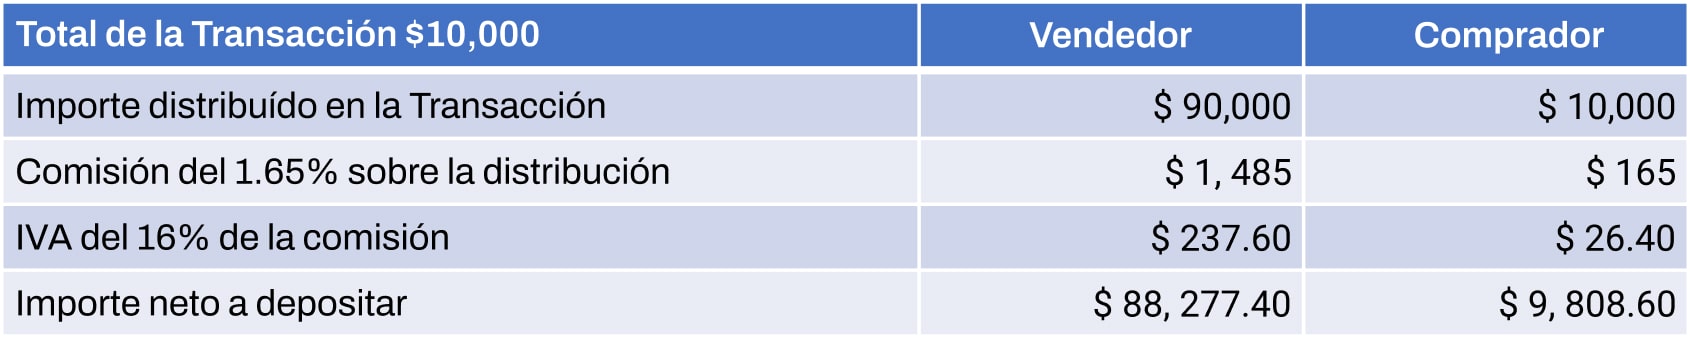 Total de la Transacción $10,000 Vendedor Comprador
Importe distribuído en la Transacción $ 90,000 $ 10,000
Comisión del 1.65% sobre la distribución $ 1, 485 $ 165
IVA del 16% de la comisión $ 237.60 $ 26.40
Importe neto a depositar $ 88, 277.40 $ 9, 808.60